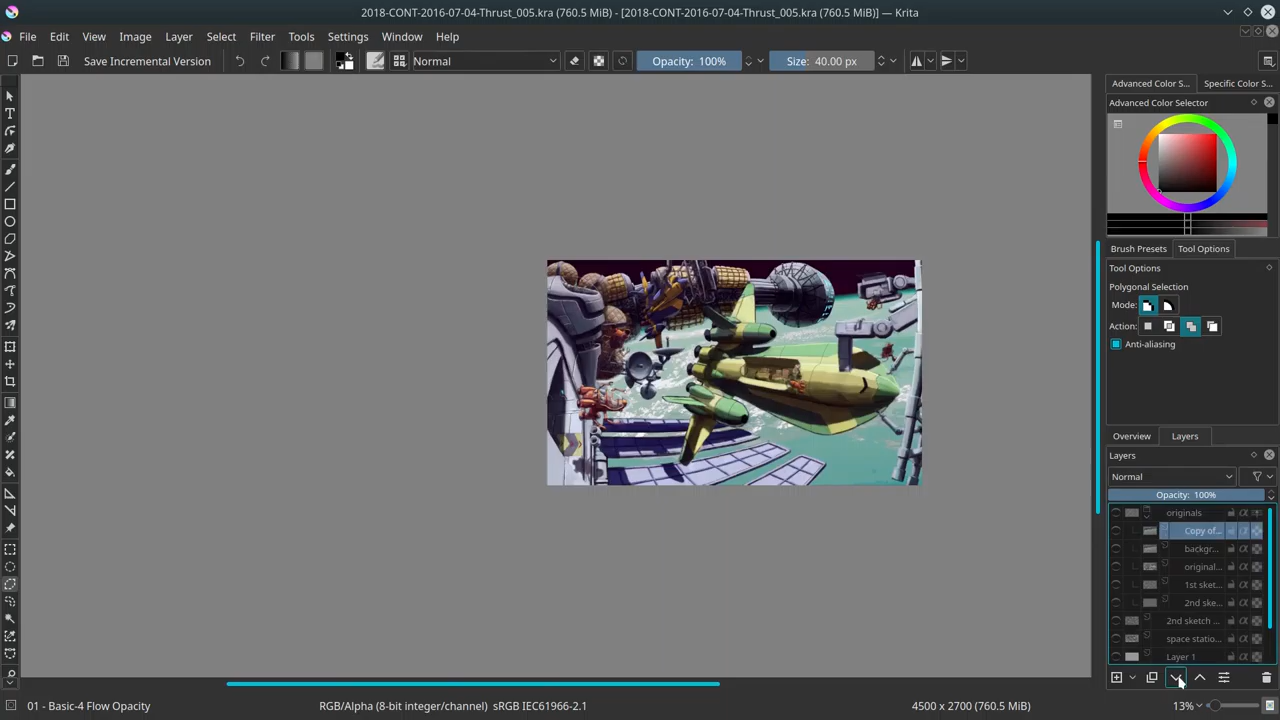 2018-CONT-2016-07-04-Thrust_005.kra (760.5 MiB) - [2018-CONT-2016-07-04-Thrust_005.kra (760.5 MiB)] — Krita
File Edit View Image Layer Select Filter Tools Settings Window Help
Save Incremental Version Normal Opacity: 100% Size: 40.00 px
Advanced Color S... Specific Color S...
Advanced Color Selector
Brush Presets Tool Options
Tool Options
Polygonal Selection
Mode:
Action:
Anti-aliasing
Overview Layers
Layers
Normal
Opacity: 100%
originals
Copy of...
backgr...
original...
1st sket...
2nd ske...
2nd sketch ...
space statio...
Layer 1
01 - Basic-4 Flow Opacity RGB/Alpha (8-bit integer/channel) sRGB IEC61966-2.1 4500 x 2700 (760.5 MiB) 13%